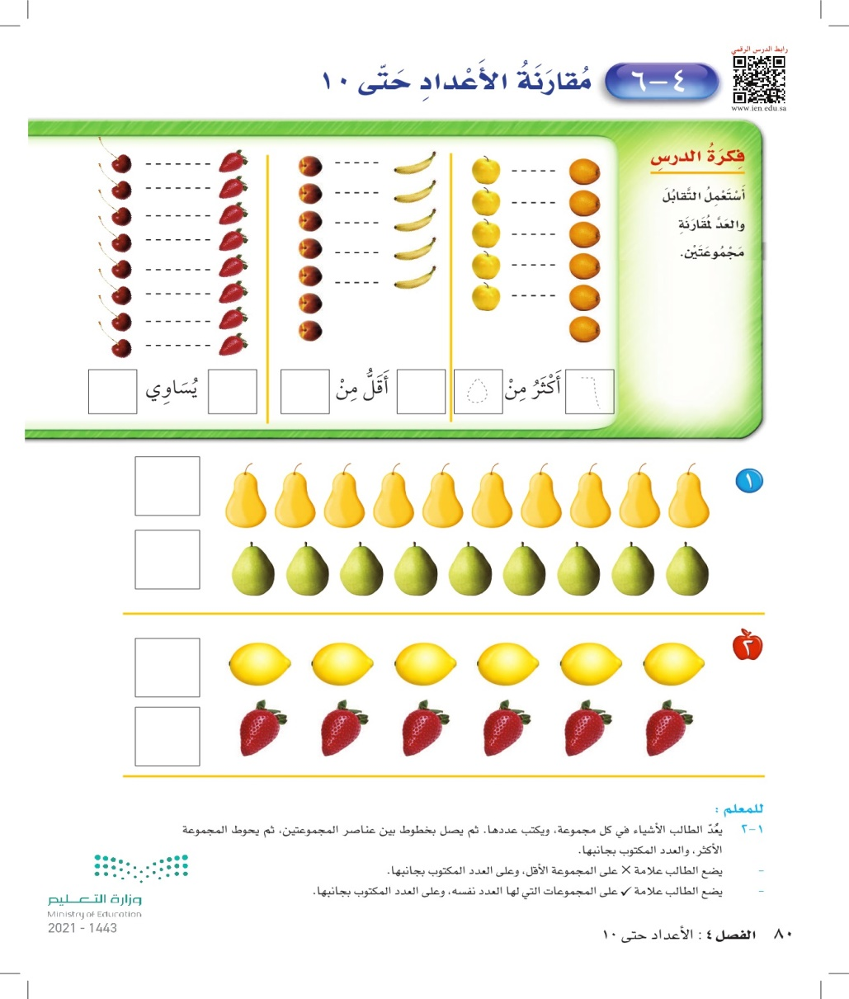 رابط الدرس الرقمي
www.ien.edu.sa
٤-٦
مُقارَنَةُ الأَعْدادِ حَتّى ١٠
فِكرَةُ الدرسِ
أَسْتَعْمِلُ التَّقابُلَ
والعَدَّ لمُقَارَنَةِ
مَجْمُوعَتَيْن.
٦ أَكْثَرُ مِنْ ٥
أَقَلُّ مِنْ
يُسَاوِي
١
٢
للمعلم :
١-٢ يعُدّ الطالب الأشياء في كل مجموعة، ويكتب عددها. ثم يصل بخطوط بين عناصر المجموعتين، ثم يحوط المجموعة
الأكثر، والعدد المكتوب بجانبها.
- يضع الطالب علامة × على المجموعة الأقل، وعلى العدد المكتوب بجانبها.
- يضع الطالب علامة ✓ على المجموعات التي لها العدد نفسه، وعلى العدد المكتوب بجانبها.
وزارة التعليم
Ministry of Education
2021 - 1443
٨٠ الفصل ٤ : الأعداد حتى ١٠